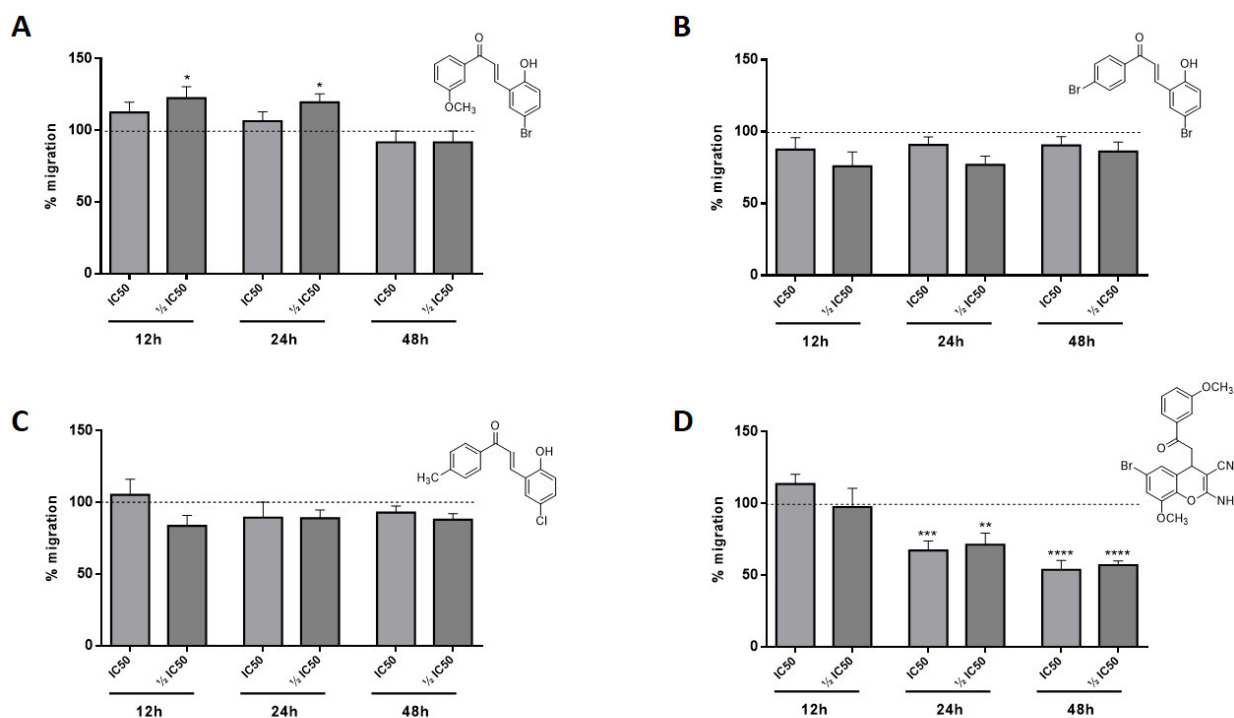 A
% migration
150
100
50
0
*
*
IC50
½ IC50
IC50
½ IC50
IC50
½ IC50
12h
24h
48h
O
OH
OCH3
Br
B
% migration
150
100
50
0
IC50
½ IC50
IC50
½ IC50
IC50
½ IC50
12h
24h
48h
O
OH
Br
Br
C
% migration
150
100
50
0
IC50
½ IC50
IC50
½ IC50
IC50
½ IC50
12h
24h
48h
O
OH
H3C
Cl
D
% migration
150
100
50
0
***
**
****
****
IC50
½ IC50
IC50
½ IC50
IC50
½ IC50
12h
24h
48h
OCH3
O
Br
CN
O
NH
OCH3